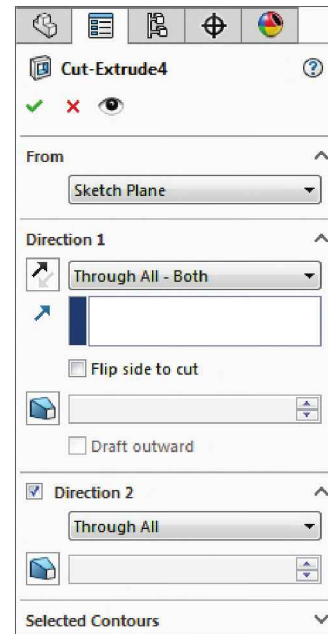 Cut-Extrude4
From
Sketch Plane
Direction 1
Through All - Both
Flip side to cut
Draft outward
Direction 2
Through All
Selected Contours